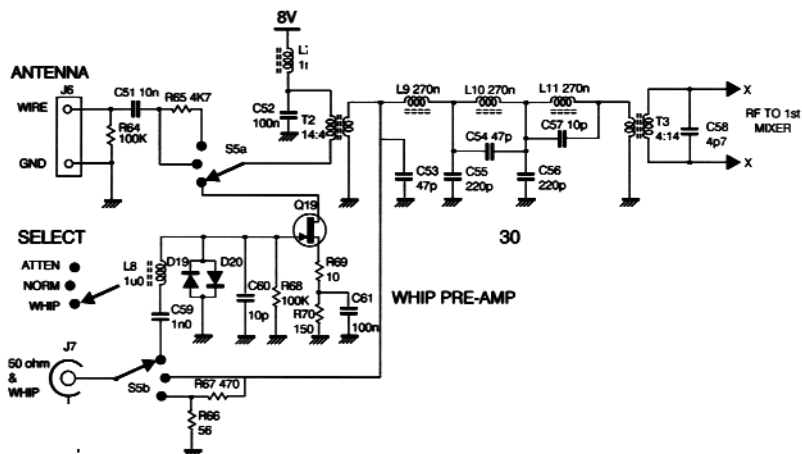 8V
ANTENNA
J6
WIRE
GND
C51 10n
R65 4K7
R64
100K
S5a
C52
100n
T2
14:4
L9 270n
L10 270n
L11 270n
C54 47p
C57 10p
C53
47p
C55
220p
C56
220p
T3
4:14
C58
4p7
X
X
RF TO 1st
MIXER
30
SELECT
ATTEN
NORM
WHIP
L8
1u0
D19
D20
Q19
C59
1n0
C60
10p
R68
100K
R69
10
R70
150
C61
100n
WHIP PRE-AMP
J7
50 ohm
&
WHIP
S5b
R67 470
R66
56